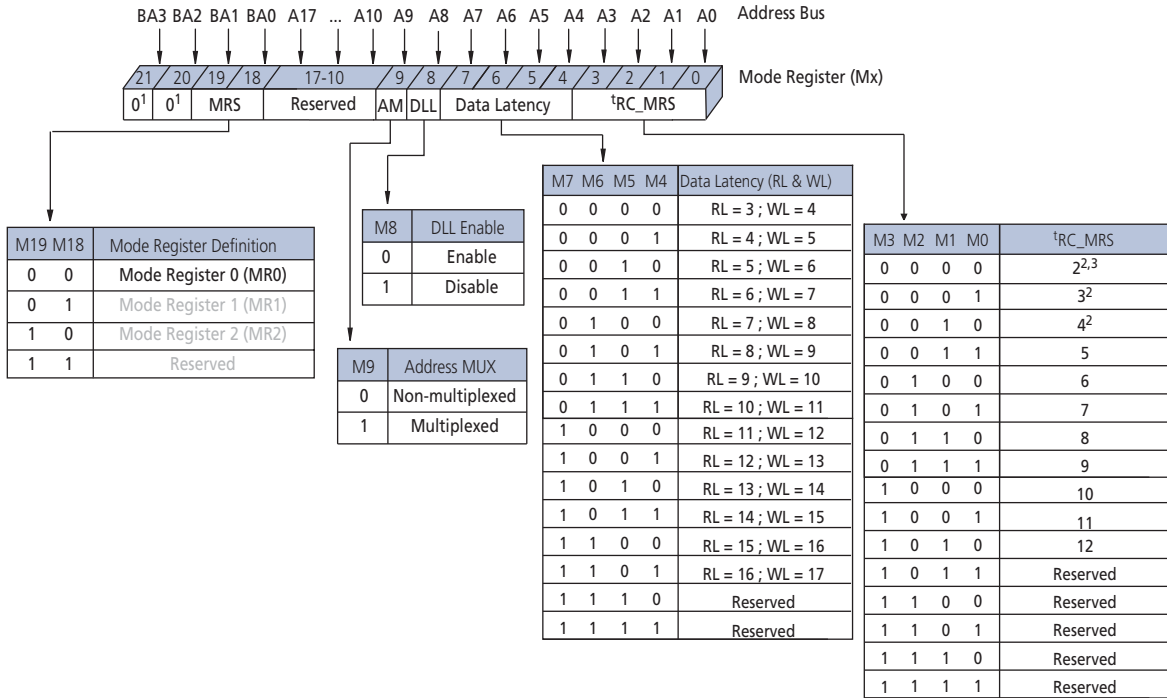 BA3 BA2 BA1 BA0 A17 ... A10 A9 A8 A7 A6 A5 A4 A3 A2 A1 A0 Address Bus
21 20 19 18 17-10 9 8 7 6 5 4 3 2 1 0 Mode Register (Mx)
0¹ 0¹ MRS Reserved AM DLL Data Latency ᵗRC_MRS
M19 M18 Mode Register Definition
0 0 Mode Register 0 (MR0)
0 1 Mode Register 1 (MR1)
1 0 Mode Register 2 (MR2)
1 1 Reserved
M8 DLL Enable
0 Enable
1 Disable
M9 Address MUX
0 Non-multiplexed
1 Multiplexed
M7 M6 M5 M4 Data Latency (RL & WL)
0 0 0 0 RL = 3 ; WL = 4
0 0 0 1 RL = 4 ; WL = 5
0 0 1 0 RL = 5 ; WL = 6
0 0 1 1 RL = 6 ; WL = 7
0 1 0 0 RL = 7 ; WL = 8
0 1 0 1 RL = 8 ; WL = 9
0 1 1 0 RL = 9 ; WL = 10
0 1 1 1 RL = 10 ; WL = 11
1 0 0 0 RL = 11 ; WL = 12
1 0 0 1 RL = 12 ; WL = 13
1 0 1 0 RL = 13 ; WL = 14
1 0 1 1 RL = 14 ; WL = 15
1 1 0 0 RL = 15 ; WL = 16
1 1 0 1 RL = 16 ; WL = 17
1 1 1 0 Reserved
1 1 1 1 Reserved
M3 M2 M1 M0 ᵗRC_MRS
0 0 0 0 2²,³
0 0 0 1 3²
0 0 1 0 4²
0 0 1 1 5
0 1 0 0 6
0 1 0 1 7
0 1 1 0 8
0 1 1 1 9
1 0 0 0 10
1 0 0 1 11
1 0 1 0 12
1 0 1 1 Reserved
1 1 0 0 Reserved
1 1 0 1 Reserved
1 1 1 0 Reserved
1 1 1 1 Reserved